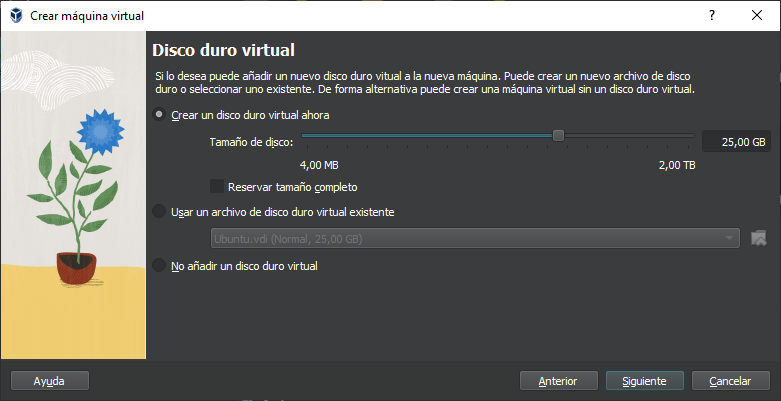 Crear máquina virtual
Disco duro virtual
Si lo desea puede añadir un nuevo disco duro vitual a la nueva máquina. Puede crear un nuevo archivo de disco
duro o seleccionar uno existente. De forma alternativa puede crear una máquina virtual sin un disco duro virtual.
Crear un disco duro virtual ahora
Tamaño de disco:
25,00 GB
4,00 MB
2,00 TB
Reservar tamaño completo
Usar un archivo de disco duro virtual existente
Ubuntu.vdi (Normal, 25,00 GB)
No añadir un disco duro virtual
Ayuda
Anterior
Siguiente
Cancelar